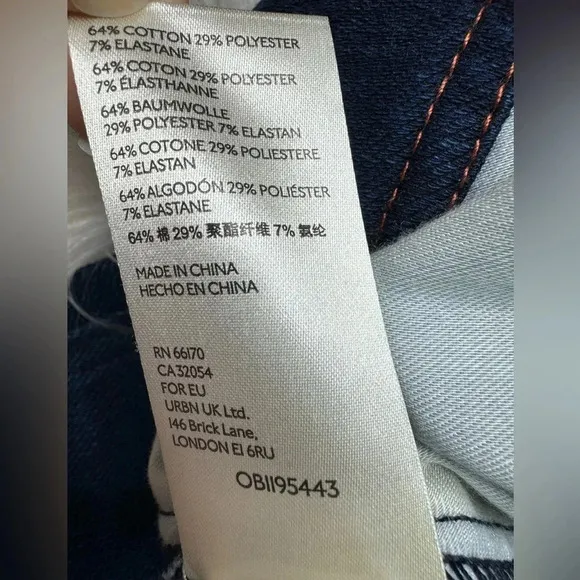 64% COTTON 29% POLYESTER
7% ELASTANE
64% COTON 29% POLYESTER
7% ÉLASTHANNE
64% BAUMWOLLE
29% POLYESTER 7% ELASTAN
64% COTONE 29% POLIESTERE
7% ELASTAN
64% ALGODÓN 29% POLIÉSTER
7% ELASTANE
64% 棉 29% 聚酯纤维 7% 氨纶
MADE IN CHINA
HECHO EN CHINA
RN 66170
CA32054
FOR EU
URBN UK Ltd.
146 Brick Lane,
LONDON E1 6RU
OB1195443